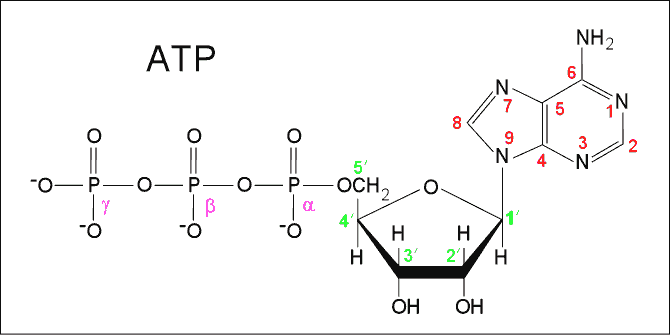 ATP
NH2
6
N
7
5
N
1
8
9
N
4
3
N
2
O
O
O
5′
-O
P
O
P
O
P
OCH2
O
γ
β
α
4′
1′
-O
-O
-O
H
H
3′
H
2′
H
OH
OH